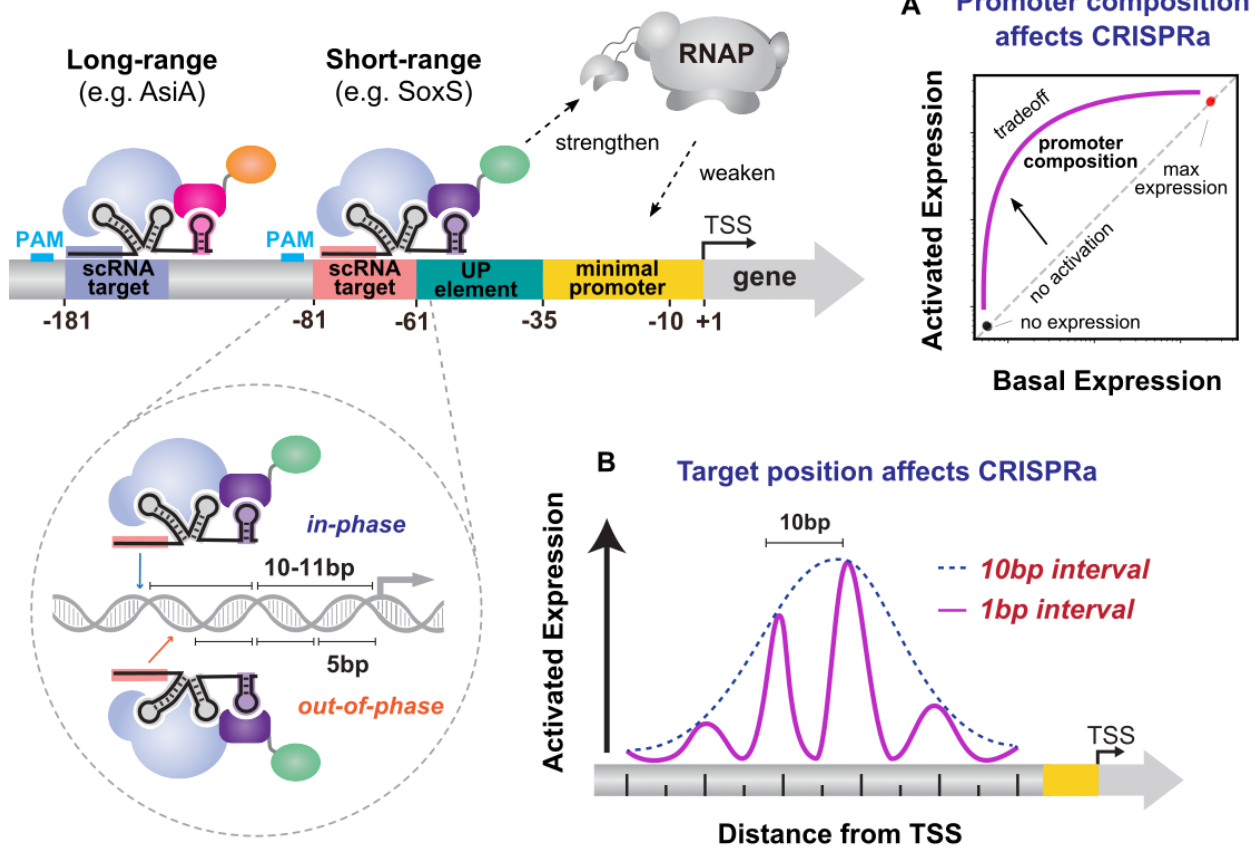 Long-range
(e.g. AsiA)
Short-range
(e.g. SoxS)
RNAP
strengthen
weaken
PAM
PAM
TSS
scRNA
target
scRNA
target
UP
element
minimal
promoter
gene
-181
-81
-61
-35
-10
+1
in-phase
10-11bp
5bp
out-of-phase
A
Promoter composition
affects CRISPRa
Activated Expression
tradeoff
promoter
composition
max
expression
no activation
no expression
Basal Expression
B
Target position affects CRISPRa
Activated Expression
10bp
10bp interval
1bp interval
TSS
Distance from TSS